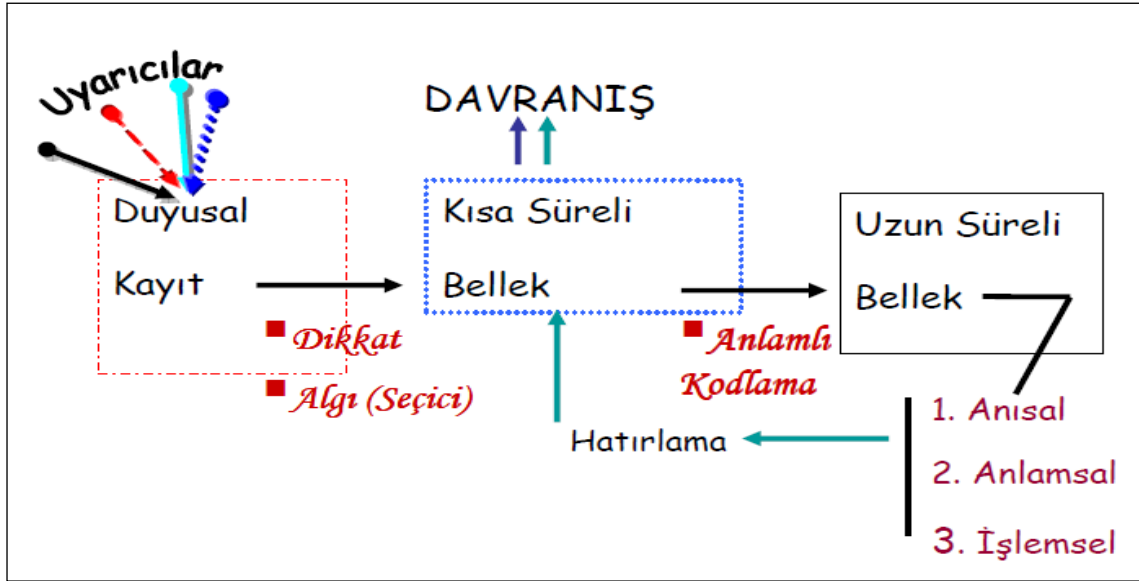 Uyarıcılar
DAVRANIŞ
Duyusal
Kayıt
Kısa Süreli
Bellek
Uzun Süreli
Bellek
Dikkat
Algı (Seçici)
Anlamlı
Kodlama
Hatırlama
1. Anısal
2. Anlamsal
3. İşlemsel